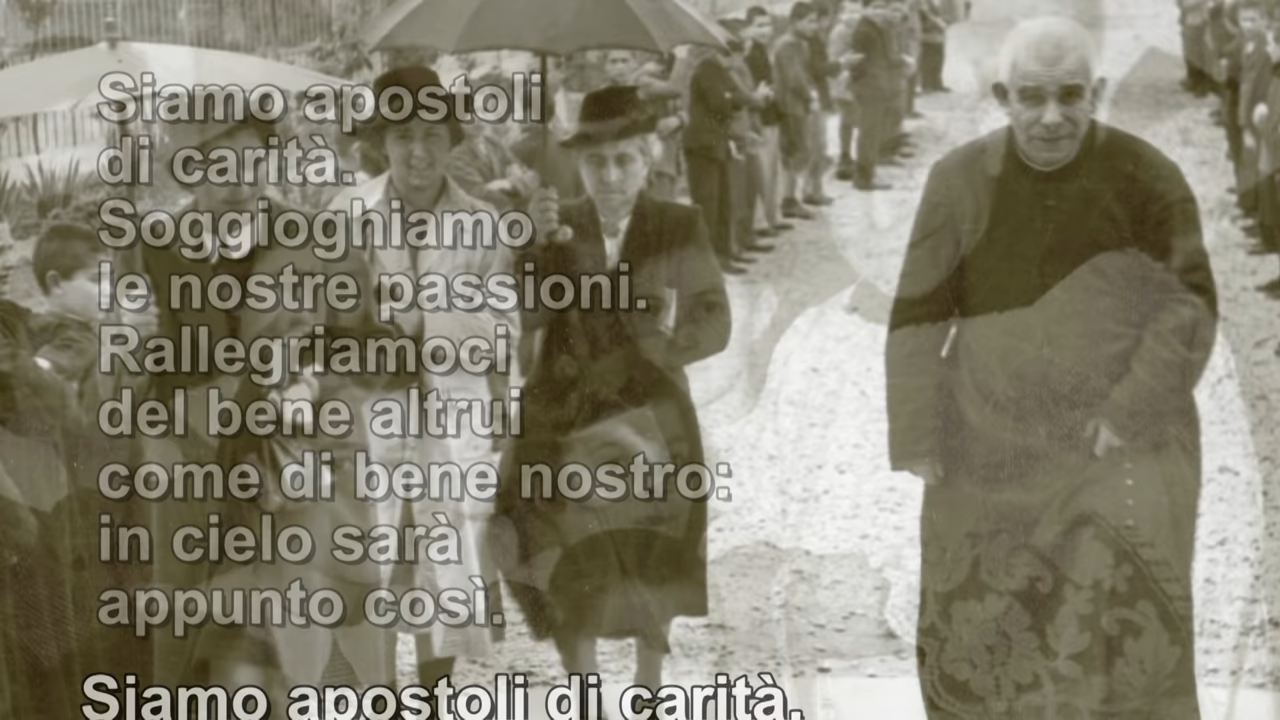 Siamo apostoli
di carità.
Soggioghiamo
le nostre passioni.
Rallegriamoci
del bene altrui
come di bene nostro:
in cielo sarà
appunto così.
Siamo apostoli di carità.